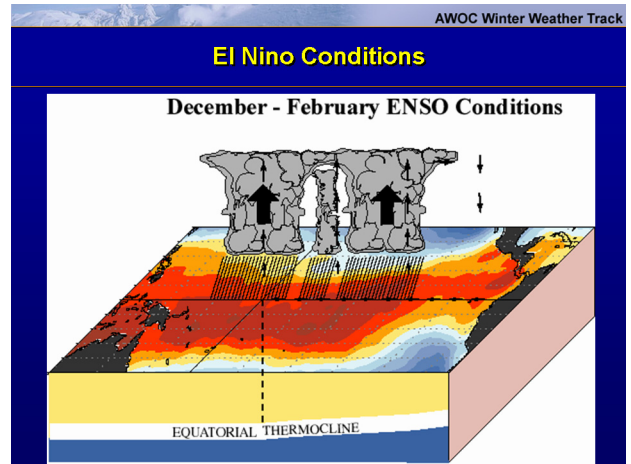 AWOC Winter Weather Track
El Nino Conditions
December - February ENSO Conditions
EQUATORIAL THERMOCLINE